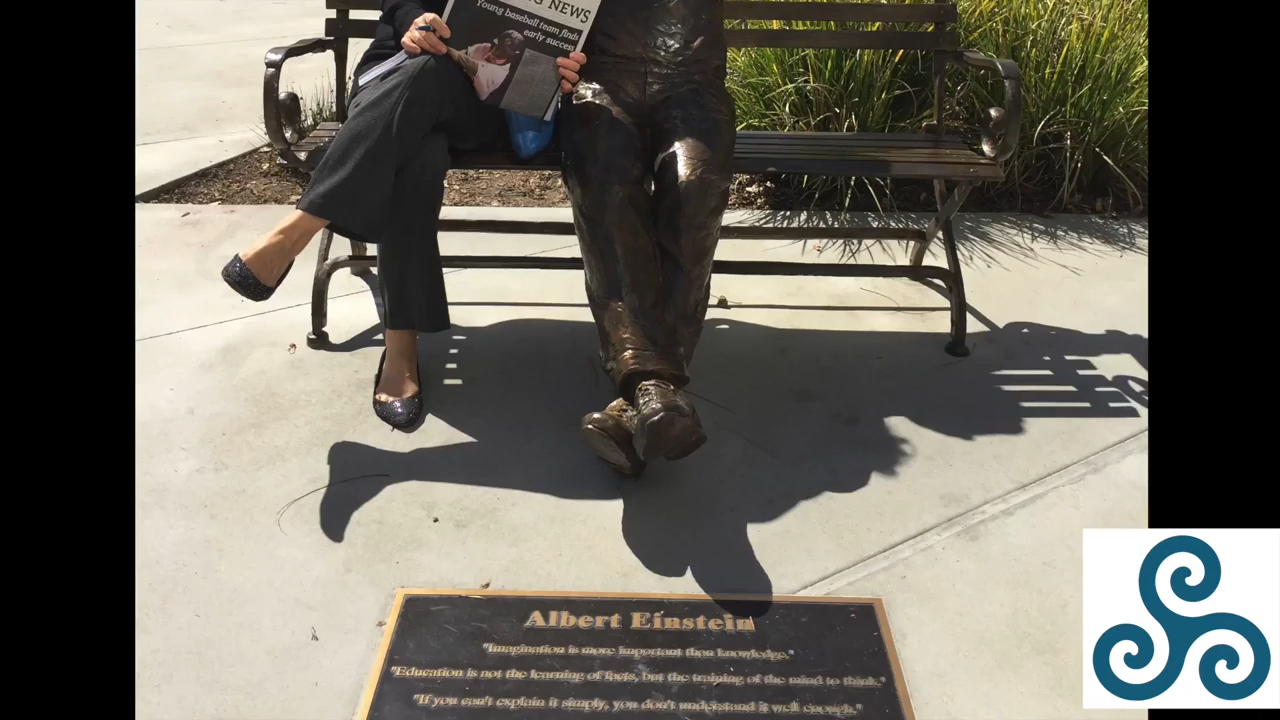 NG NEWS
Young baseball team finds
early success
Albert Einstein
"Imagination is more important than knowledge."
"Education is not the learning of facts, but the training of the mind to think."
"If you can't explain it simply, you don't understand it well enough."